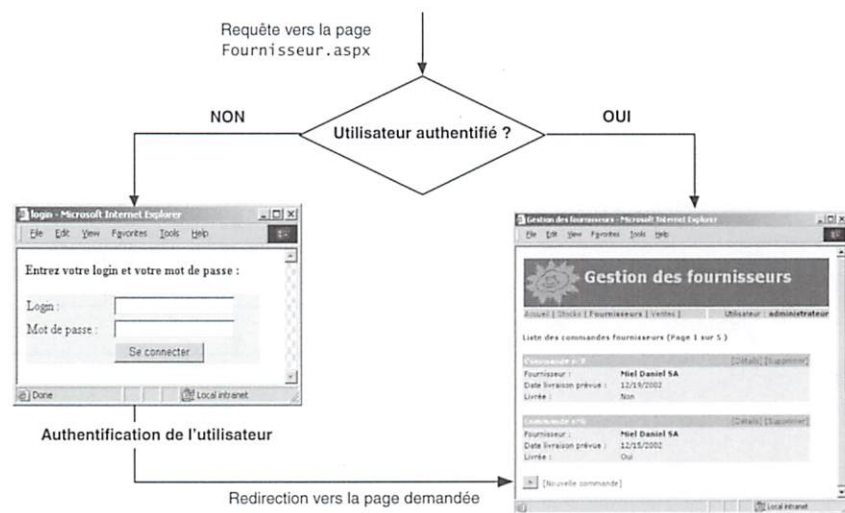 Requête vers la page
Fournisseur.aspx
NON
Utilisateur authentifié ?
OUI
login - Microsoft Internet Explorer
File Edit View Favorites Tools Help
Entrez votre login et votre mot de passe :
Login :
Mot de passe :
Se connecter
Done
Local intranet
Authentification de l'utilisateur
Gestion des fournisseurs - Microsoft Internet Explorer
File Edit View Favorites Tools Help
Gestion des fournisseurs
Accueil | Stocks | Fournisseurs | Ventes |
Utilisateur : administrateur
Liste des commandes fournisseurs (Page 1 sur 5 )
Commande
[Détails] [Supprimer]
Fournisseur : Miel Daniel SA
Date livraison prévue : 12/19/2002
Livrée : Non
Commande
[Détails] [Supprimer]
Fournisseur : Miel Daniel SA
Date livraison prévue : 12/15/2002
Livrée : Oui
> [Nouvelle commande]
Local intranet
Redirection vers la page demandée